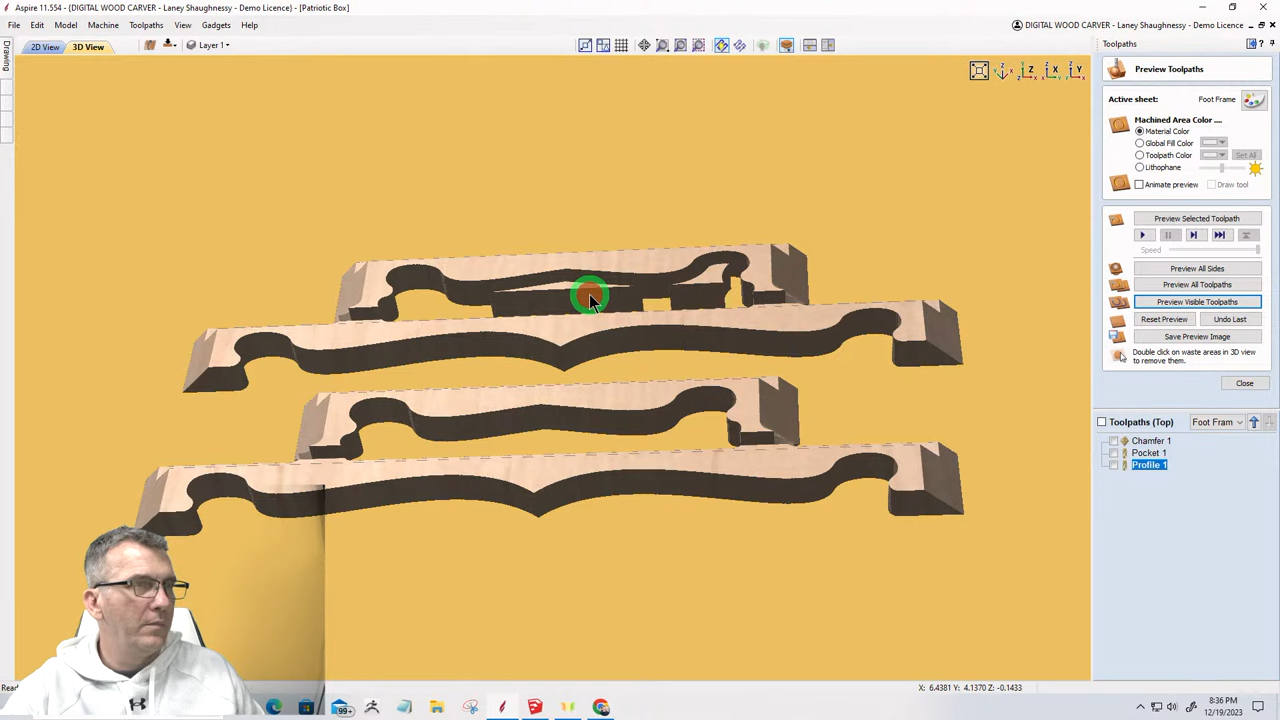 Aspire 11.554 - {DIGITAL WOOD CARVER - Laney Shaughnessy - Demo Licence} - [Patriotic Box]
File Edit Model Machine Toolpaths View Gadgets Help
DIGITAL WOOD CARVER - Laney Shaughnessy - Demo Licence
2D View 3D View Layer 1
Drawing
Toolpaths
Preview Toolpaths
Active sheet: Foot Frame
Machined Area Color ....
Material Color
Global Fill Color
Toolpath Color Set All
Lithophane
Animate preview Draw tool
Preview Selected Toolpath
Speed
Preview All Sides
Preview All Toolpaths
Preview Visible Toolpaths
Reset Preview Undo Last
Save Preview Image
Double click on waste areas in 3D view
to remove them.
Close
Toolpaths (Top) Foot Fram
Chamfer 1
Pocket 1
Profile 1
X: 6.4381 Y: 4.1370 Z: -0.1433
99+
8:36 PM
12/19/2023